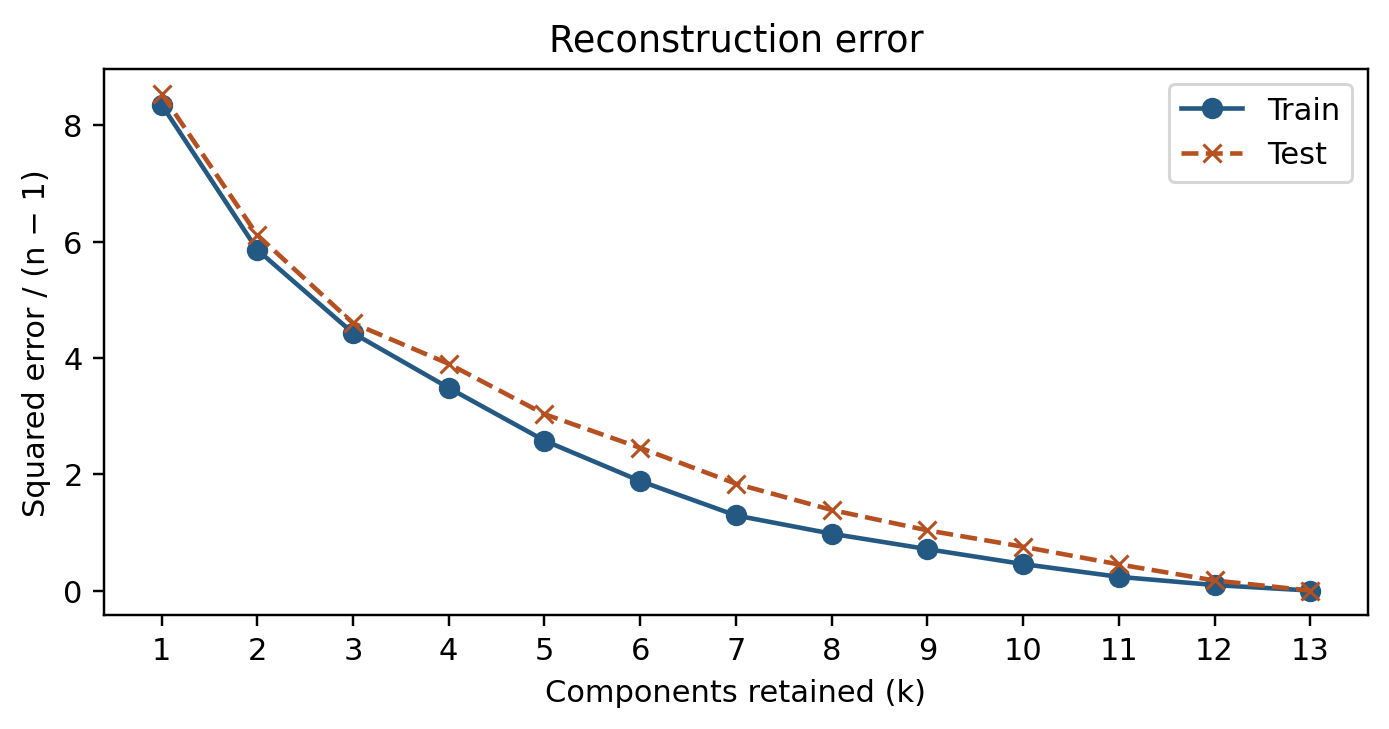 Reconstruction error
Train
Test
Squared error / (n − 1)
8
6
4
2
0
1 2 3 4 5 6 7 8 9 10 11 12 13
Components retained (k)